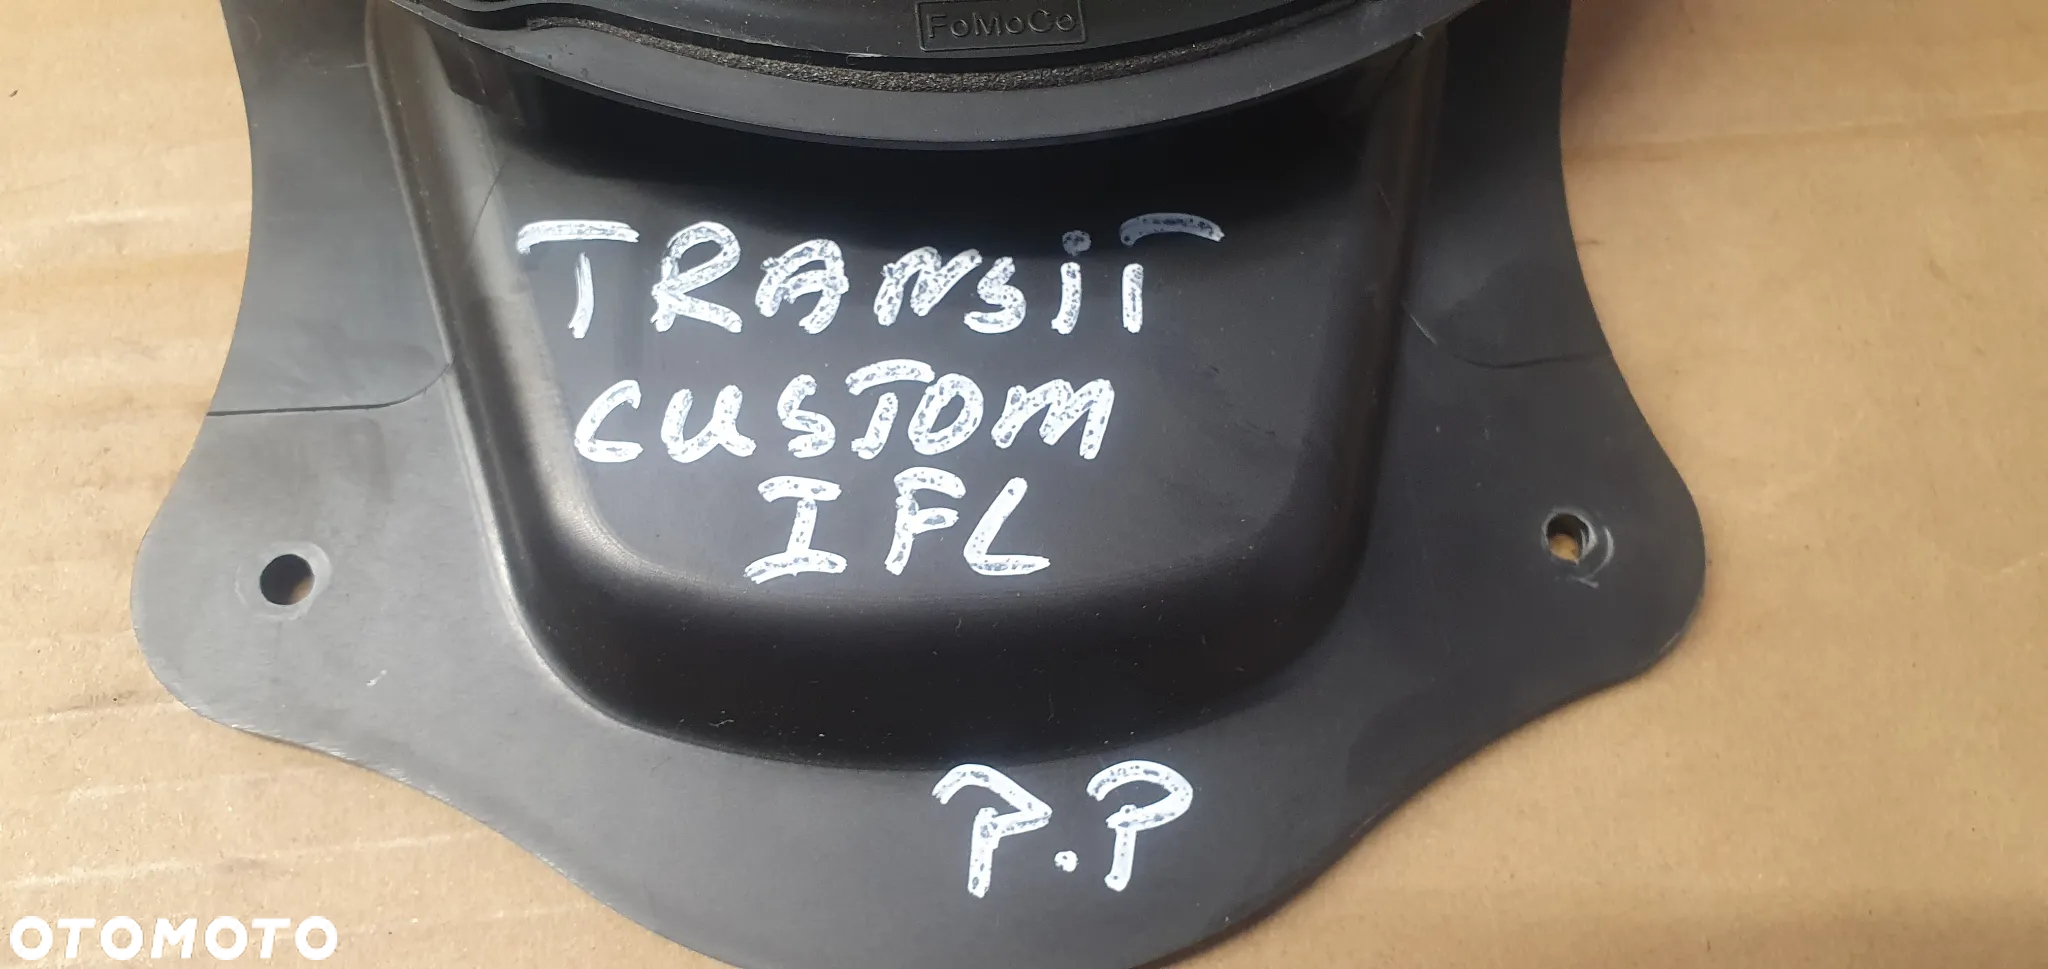 FoMoCo
TRANSiT
CUSTOM
IFL
P.P
OTOMOTO